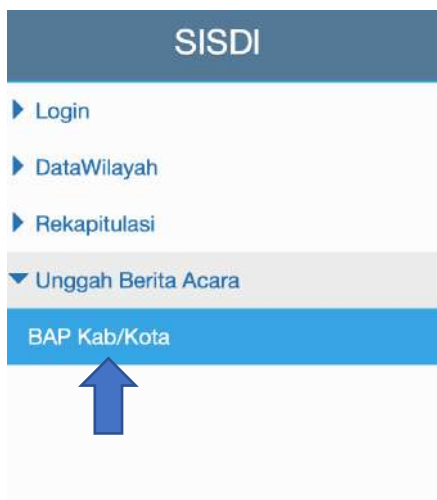 SISDI
Login
DataWilayah
Rekapitulasi
Unggah Berita Acara
BAP Kab/Kota